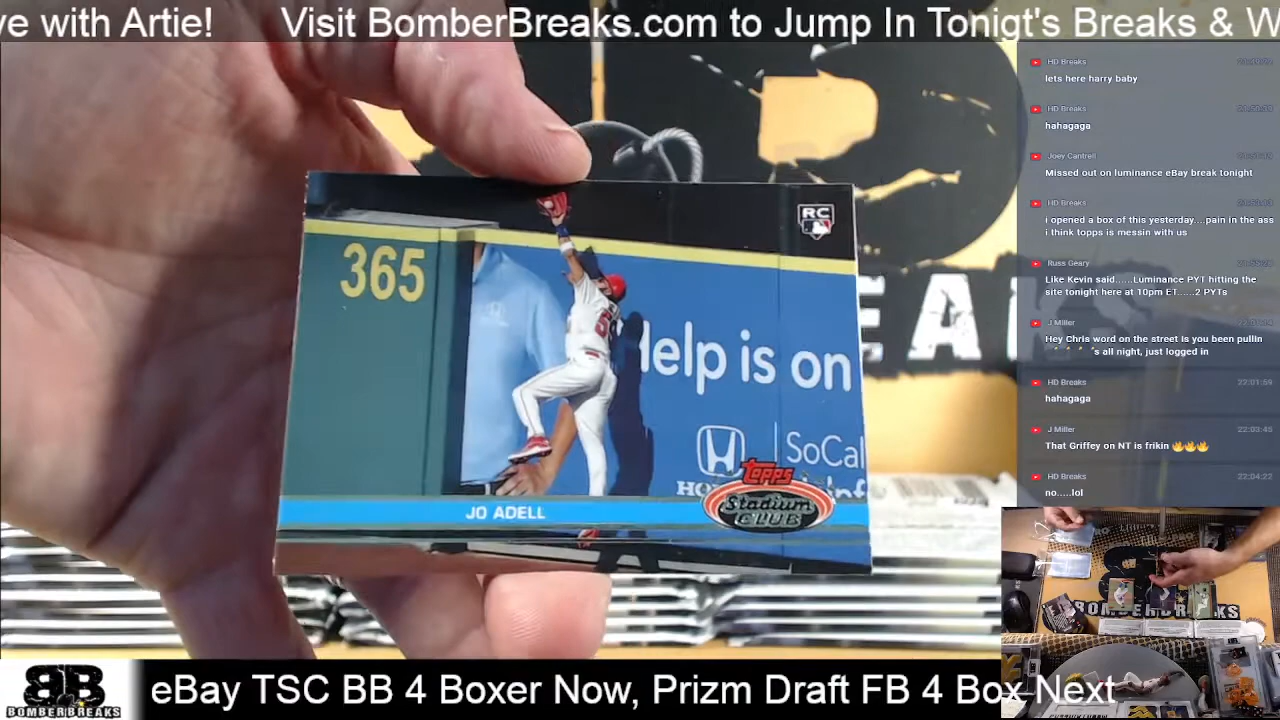 ve with Artie! Visit BomberBreaks.com to Jump In Tonigt's Breaks & W
HD Breaks
lets here harry baby
HD Breaks
hahagaga
Joey Cantrell
Missed out on luminance eBay break tonight
HD Breaks
i opened a box of this yesterday....pain in the ass
i think topps is messin with us
Russ Geary
Like Kevin said......Luminance PYT hitting the
site tonight here at 10pm ET......2 PYTs
J Miller
Hey Chris word on the street is you been pullin
's all night, just logged in
HD Breaks
22:01:59
hahagaga
J Miller
22:03:45
That Griffey on NT is frikin 🔥🔥🔥
HD Breaks
22:04:22
no.....lol
RC
365
Help is on
SoCal
topps
Stadium
CLUB
JO ADELL
EAK
BOMBERBREAKS
BB
BOMBERBREAKS
eBay TSC BB 4 Boxer Now, Prizm Draft FB 4 Box Next